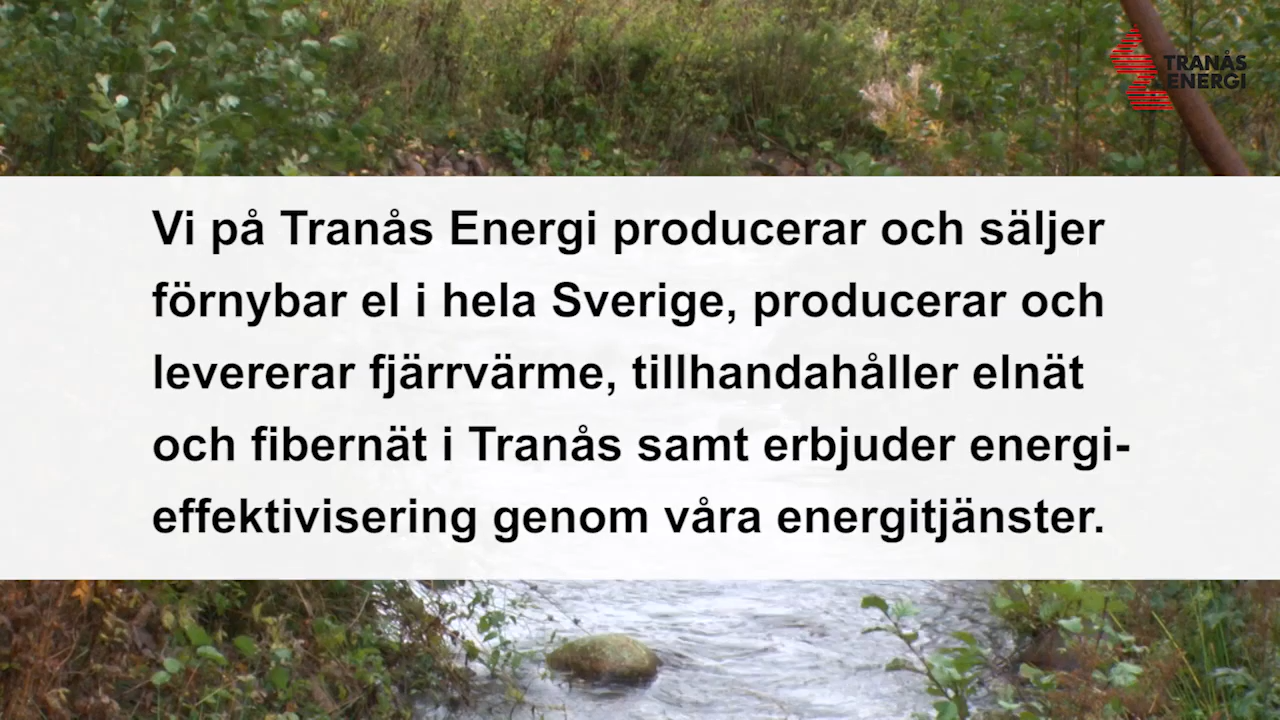 TRANÅS
ENERGI
Vi på Tranås Energi producerar och säljer
förnybar el i hela Sverige, producerar och
levererar fjärrvärme, tillhandahåller elnät
och fibernät i Tranås samt erbjuder energi-
effektivisering genom våra energitjänster.